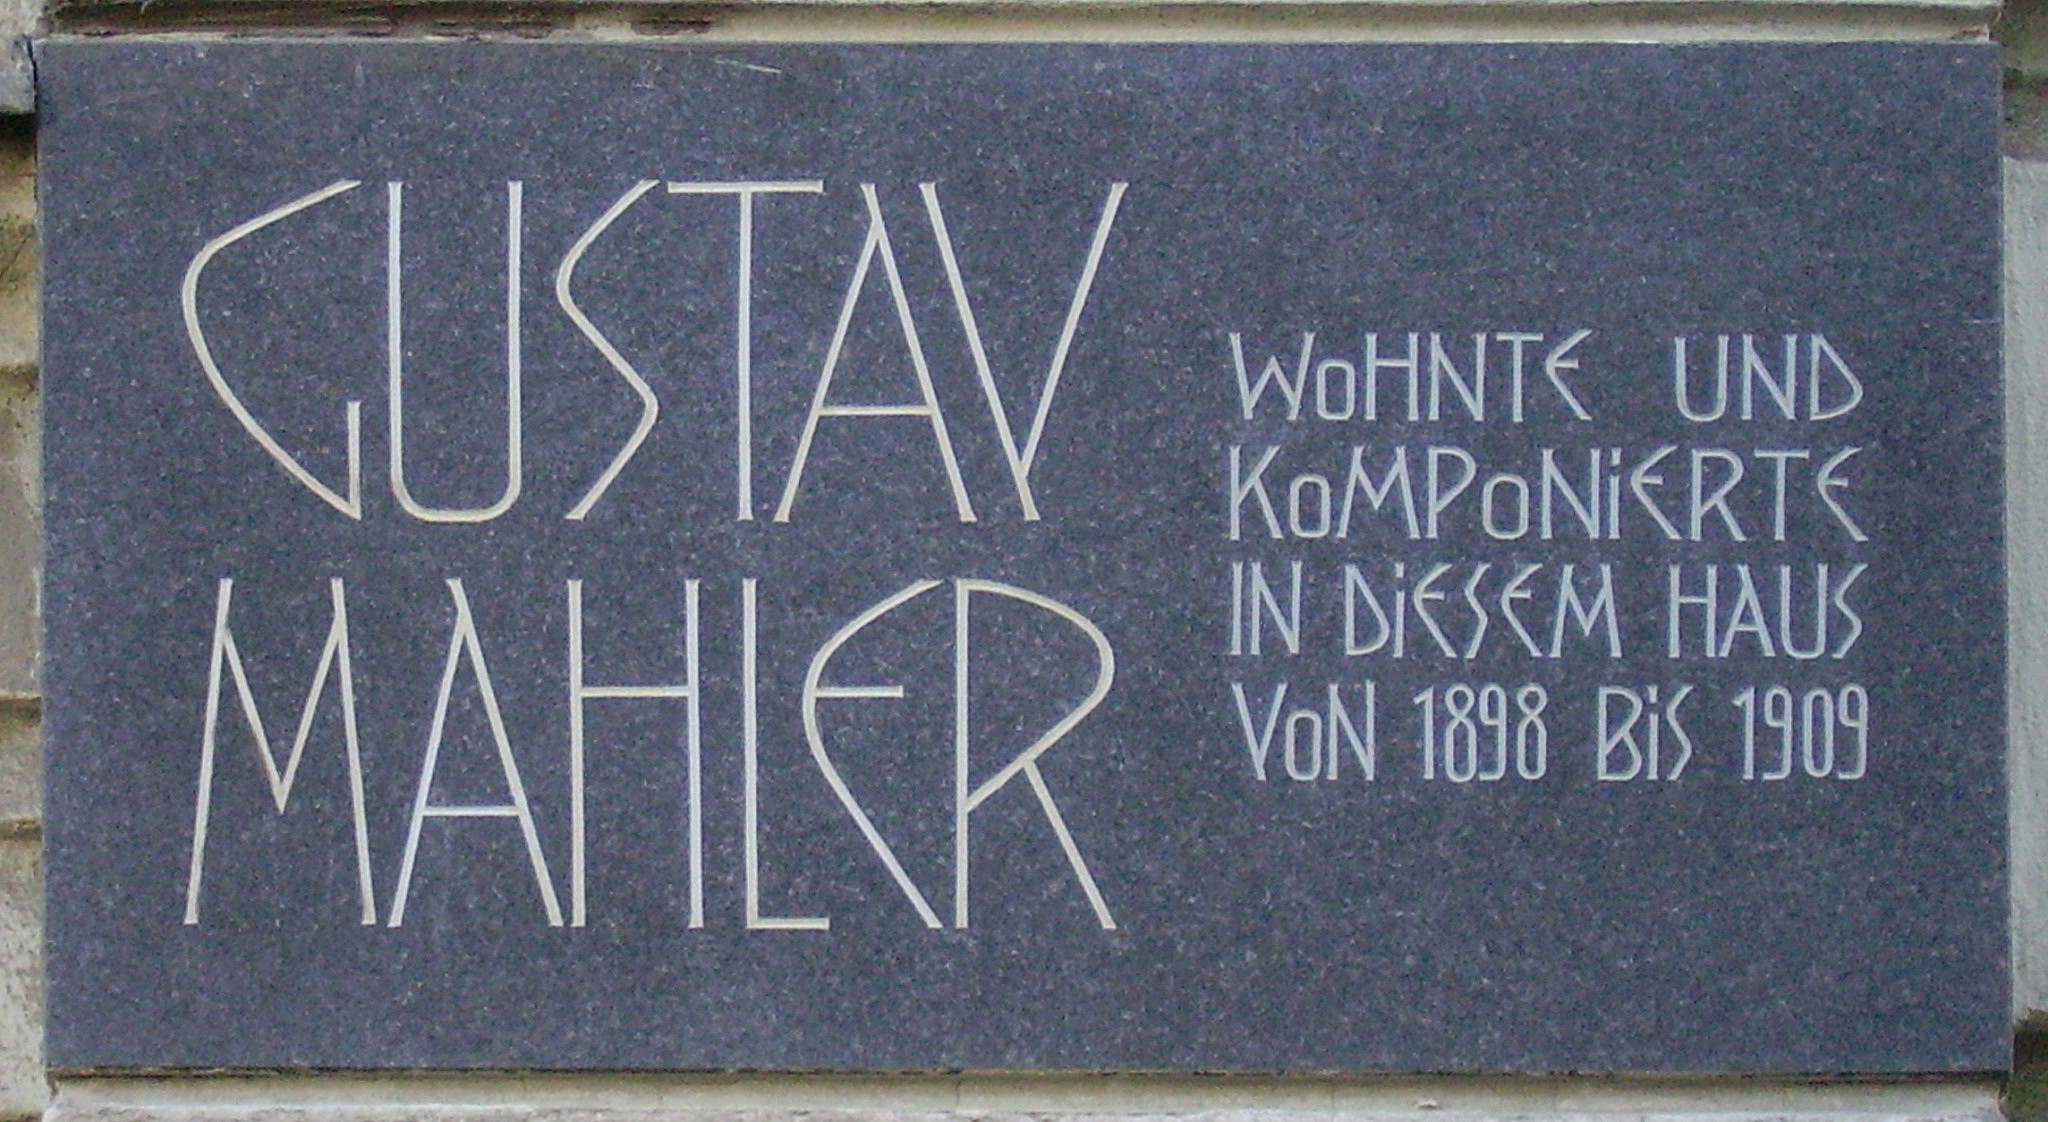 GUSTAV
MAHLER
WoHNTE UND
KoMPoNiERTE
IN DiESEM HAUS
VoN 1898 BiS 1909